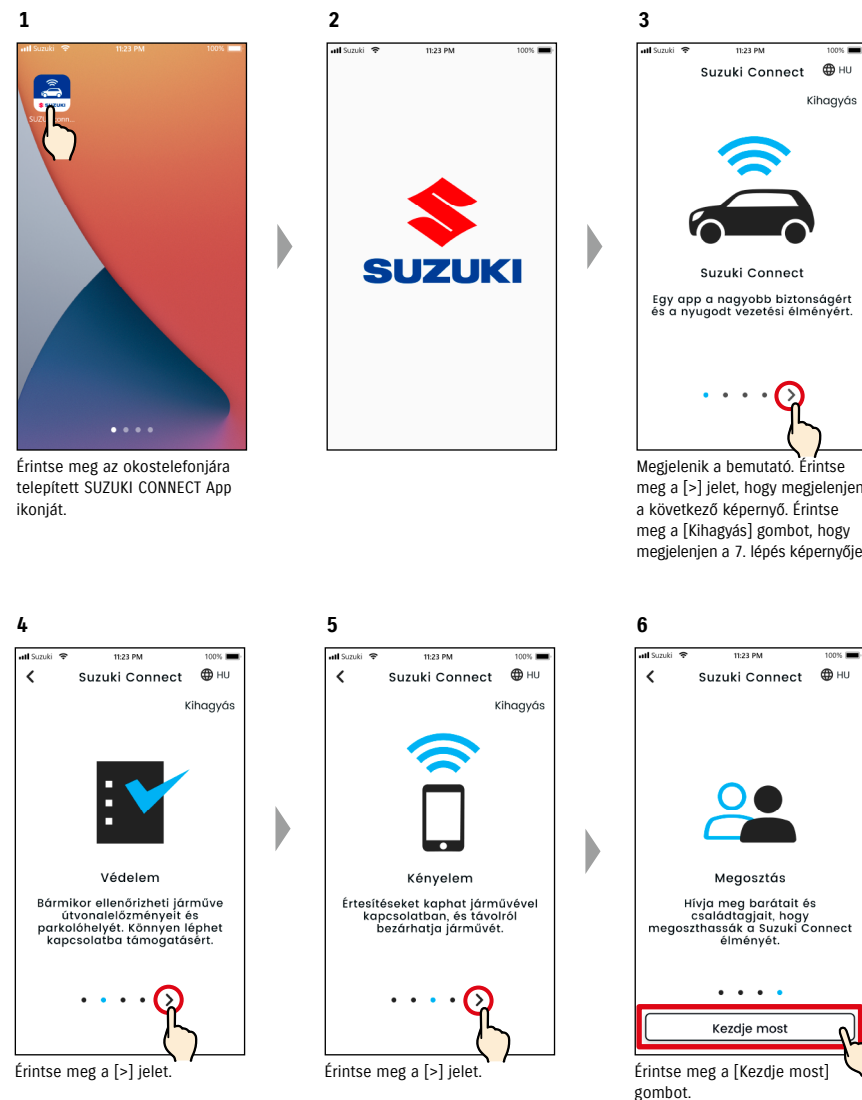 1
Suzuki 11:23 PM 100%
SUZUKI
Érintse meg az okostelefonjára
telepített SUZUKI CONNECT App
ikonját.
2
Suzuki 11:23 PM 100%
SUZUKI
3
Suzuki 11:23 PM 100%
Suzuki Connect HU
Kihagyás
Suzuki Connect
Egy app a nagyobb biztonságért
és a nyugodt vezetési élményért.
>
Megjelenik a bemutató. Érintse
meg a [>] jelet, hogy megjelenjen
a következő képernyő. Érintse
meg a [Kihagyás] gombot, hogy
megjelenjen a 7. lépés képernyője
4
Suzuki 11:23 PM 100%
< Suzuki Connect HU
Kihagyás
Védelem
Bármikor ellenőrizheti járműve
útvonalelőzményeit és
parkolóhelyét. Könnyen léphet
kapcsolatba támogatásért.
>
Érintse meg a [>] jelet.
5
Suzuki 11:23 PM 100%
< Suzuki Connect HU
Kihagyás
Kényelem
Értesítéseket kaphat járművével
kapcsolatban, és távolról
bezárhatja járművét.
>
Érintse meg a [>] jelet.
6
Suzuki 11:23 PM 100%
< Suzuki Connect HU
Megosztás
Hívja meg barátait és
családtagjait, hogy
megoszthassák a Suzuki Connect
élményét.
Kezdje most
Érintse meg a [Kezdje most]
gombot.